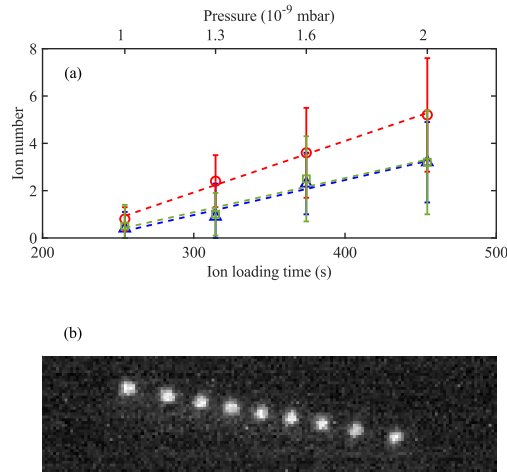 Pressure (10⁻⁹ mbar)
1 1.3 1.6 2
8
(a)
6
Ion number
4
2
0
200 300 400 500
Ion loading time (s)
(b)